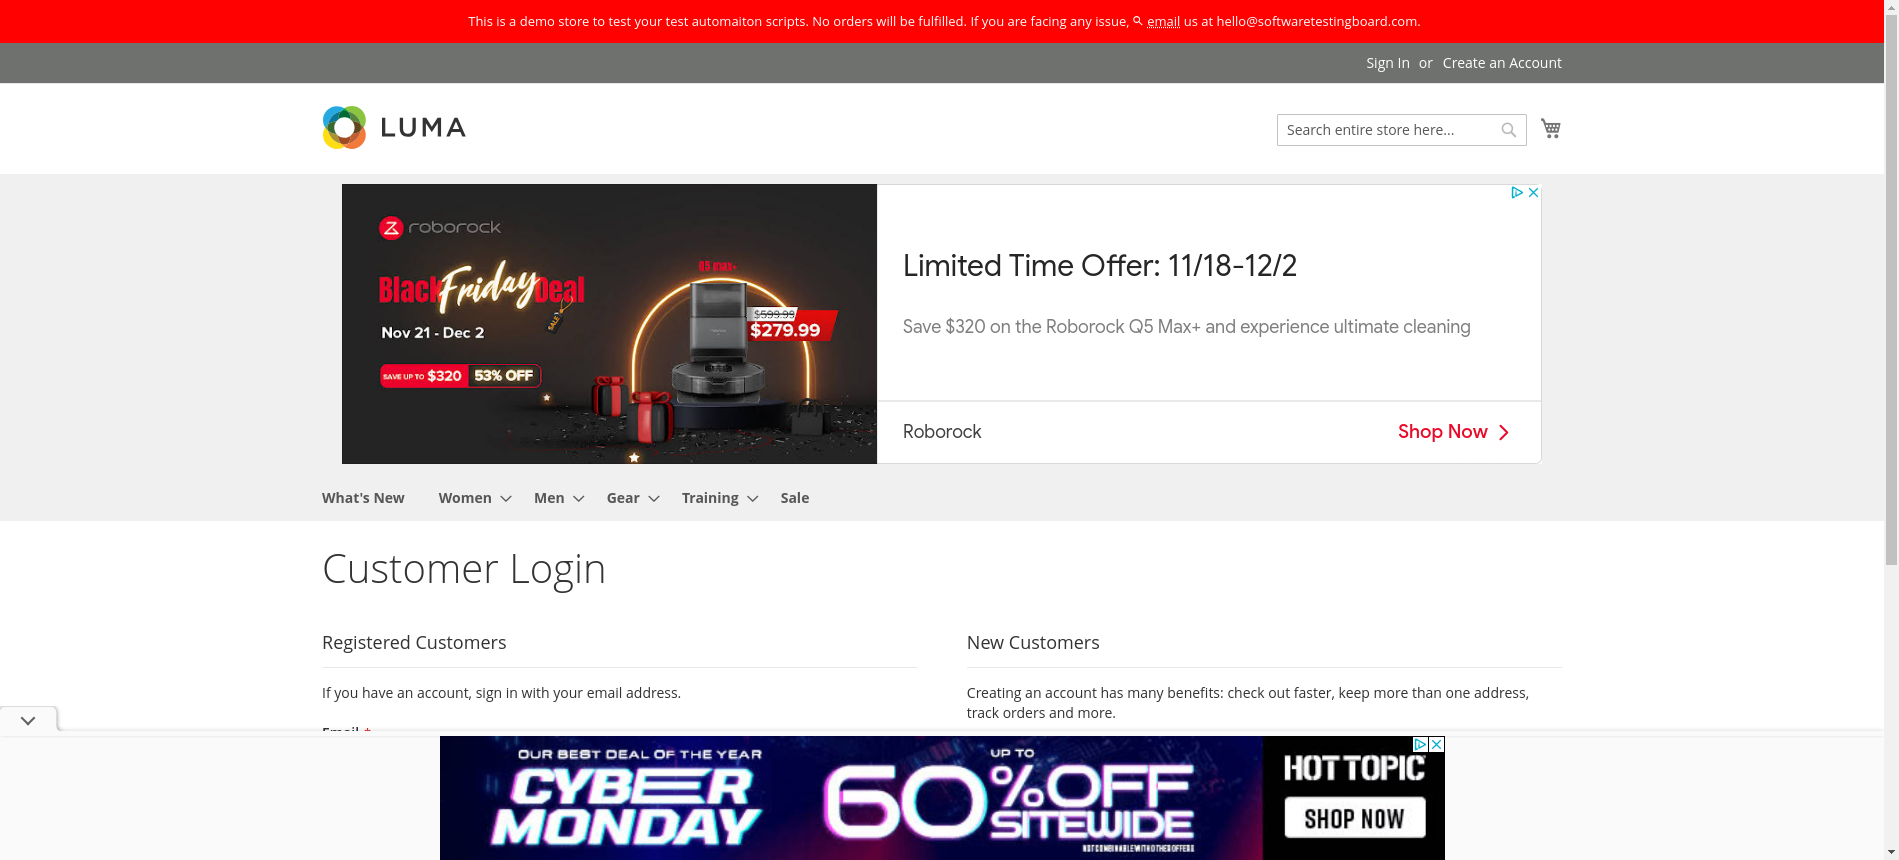 This is a demo store to test your test automaiton scripts. No orders will be fulfilled. If you are facing any issue, email us at hello@softwaretestingboard.com.
Sign In or Create an Account
LUMA
Search entire store here...
roborock
Black Friday Deal
Nov 21 - Dec 2
SAVE UP TO $320 53% OFF
SALE
Q5 max+
$599.99
$279.99
Limited Time Offer: 11/18-12/2
Save $320 on the Roborock Q5 Max+ and experience ultimate cleaning
Roborock
Shop Now
What's New Women Men Gear Training Sale
Customer Login
Registered Customers
If you have an account, sign in with your email address.
Email *
New Customers
Creating an account has many benefits: check out faster, keep more than one address,
track orders and more.
OUR BEST DEAL OF THE YEAR
CYBER
MONDAY
UP TO
60% OFF
SITEWIDE
NOT COMBINABLE WITH OTHER OFFERS
HOT TOPIC
SHOP NOW